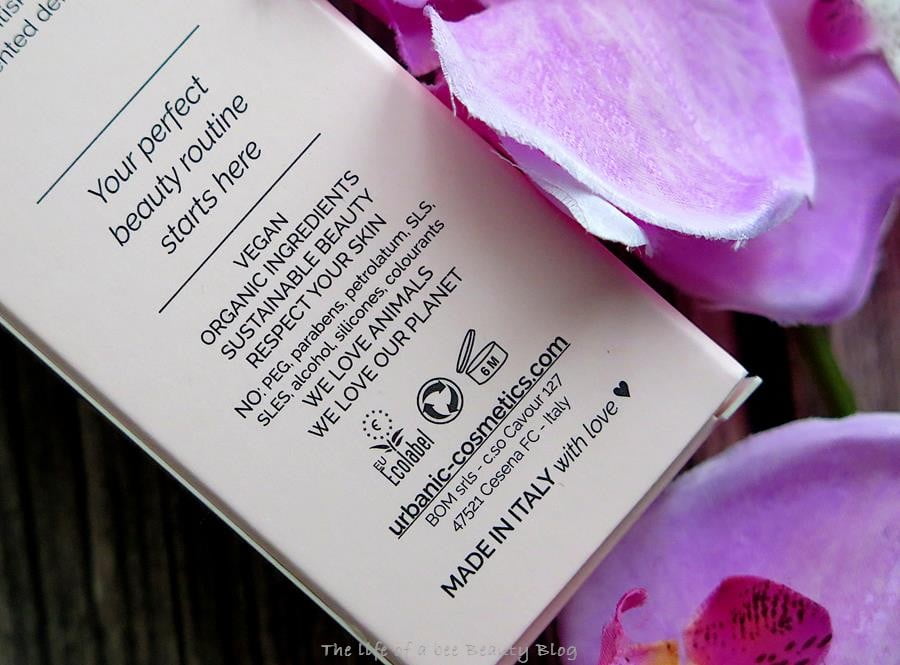 Your perfect
beauty routine
starts here
VEGAN
ORGANIC INGREDIENTS
SUSTAINABLE BEAUTY
RESPECT YOUR SKIN
NO: PEG, parabens, petrolatum, SLS,
SLES, alcohol, silicones, colourants
WE LOVE ANIMALS
WE LOVE OUR PLANET
€
EU
Ecolabel
6 M
urbanic-cosmetics.com
BOM srls - c.so Cavour 127
47521 Cesena FC - Italy
MADE IN ITALY with love ♥
The life of a bee Beauty Blog